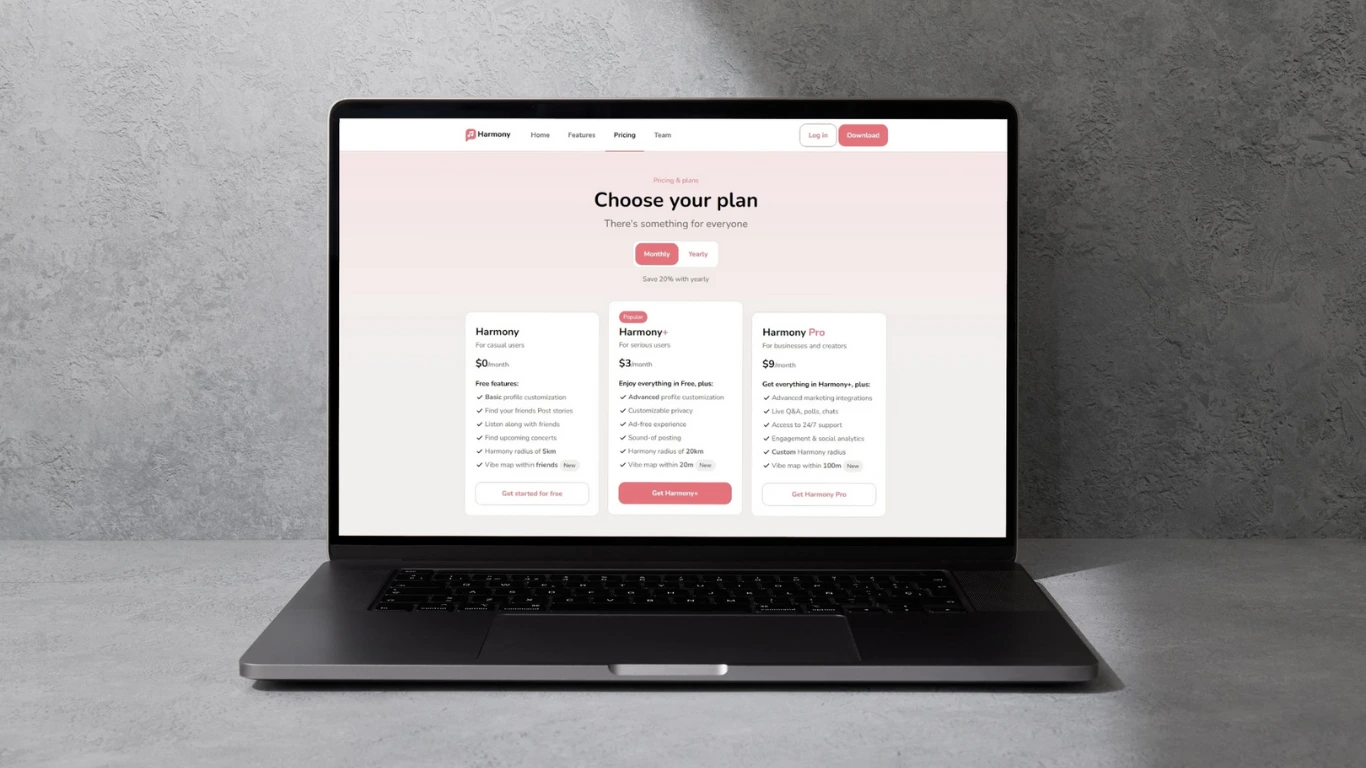 Harmony Home Features Pricing Team Log in Download
Pricing & plans
Choose your plan
There's something for everyone
Monthly Yearly
Save 20% with yearly
Harmony
For casual users
$0/month
Free features:
Basic profile customization
Find your friends Post stories
Listen along with friends
Find upcoming concerts
Harmony radius of 5km
Vibe map within friends New
Get started for free
Popular
Harmony+
For serious users
$3/month
Enjoy everything in Free, plus:
Advanced profile customization
Customizable privacy
Ad-free experience
Sound-of posting
Harmony radius of 20km
Vibe map within 20m New
Get Harmony+
Harmony Pro
For businesses and creators
$9/month
Get everything in Harmony+, plus:
Advanced marketing integrations
Live Q&A, polls, chats
Access to 24/7 support
Engagement & social analytics
Custom Harmony radius
Vibe map within 100m New
Get Harmony Pro